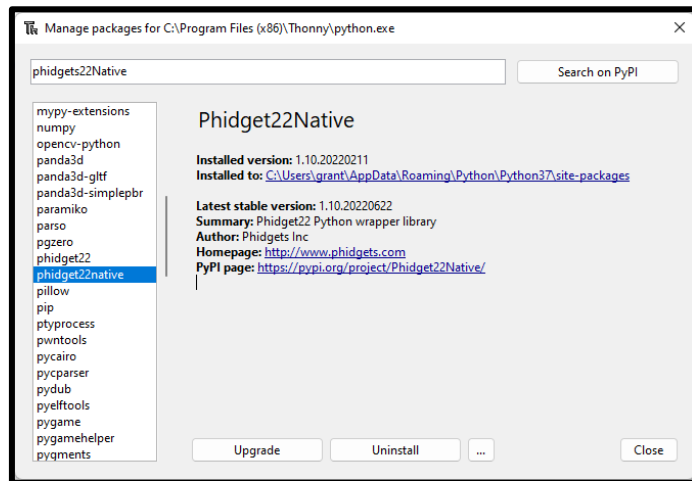 Manage packages for C:\Program Files (x86)\Thonny\python.exe
phidgets22Native
Search on PyPI
mypy-extensions
numpy
opencv-python
panda3d
panda3d-gltf
panda3d-simplepbr
paramiko
parso
pgzero
phidget22
phidget22native
pillow
pip
ptyprocess
pwntools
pycairo
pycparser
pydub
pyelftools
pygame
pygamehelper
pygments
Phidget22Native
Installed version: 1.10.20220211
Installed to: C:\Users\grant\AppData\Roaming\Python\Python37\site-packages
Latest stable version: 1.10.20220622
Summary: Phidget22 Python wrapper library
Author: Phidgets Inc
Homepage: http://www.phidgets.com
PyPI page: https://pypi.org/project/Phidget22Native/
Upgrade
Uninstall
...
Close